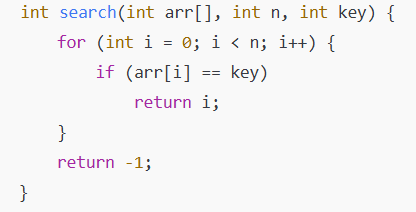 int search(int arr[], int n, int key) {
    for (int i = 0; i < n; i++) {
        if (arr[i] == key)
            return i;
    }
    return -1;
}